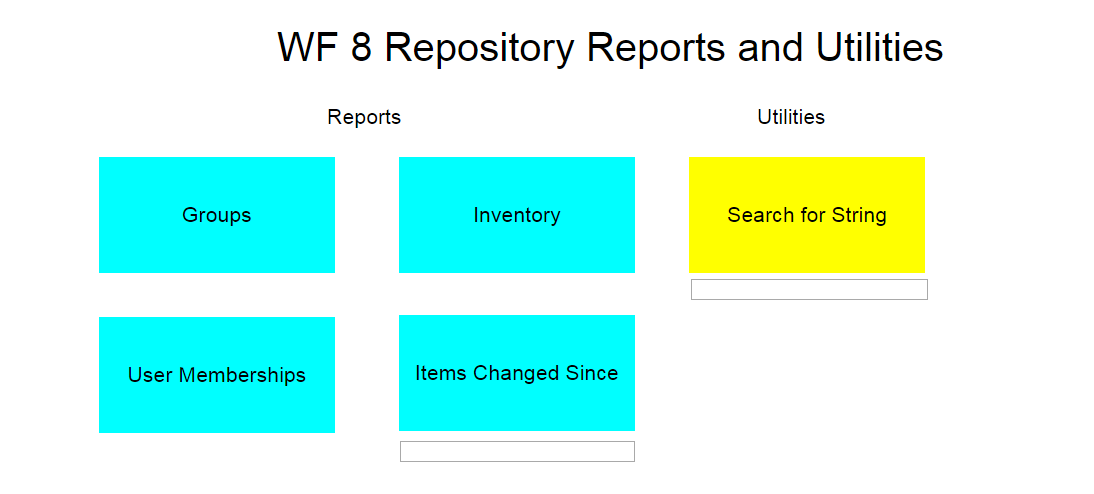 WF 8 Repository Reports and Utilities
Reports
Utilities
Groups
Inventory
Search for String
User Memberships
Items Changed Since